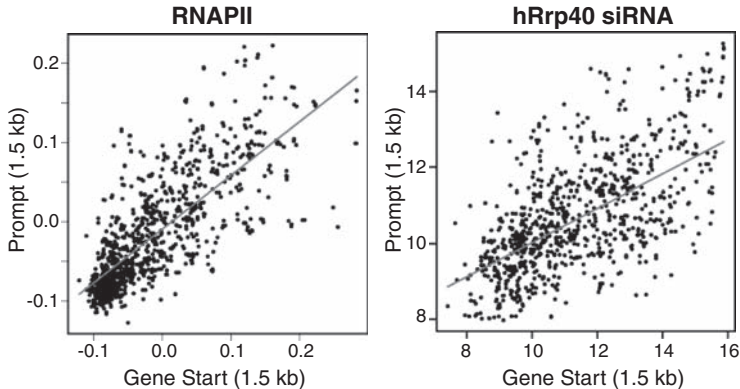 RNAPII
Prompt (1.5 kb)
0.2
0.1
0.0
-0.1
-0.1 0.0 0.1 0.2
Gene Start (1.5 kb)
hRrp40 siRNA
Prompt (1.5 kb)
14
12
10
8
8 10 12 14 16
Gene Start (1.5 kb)